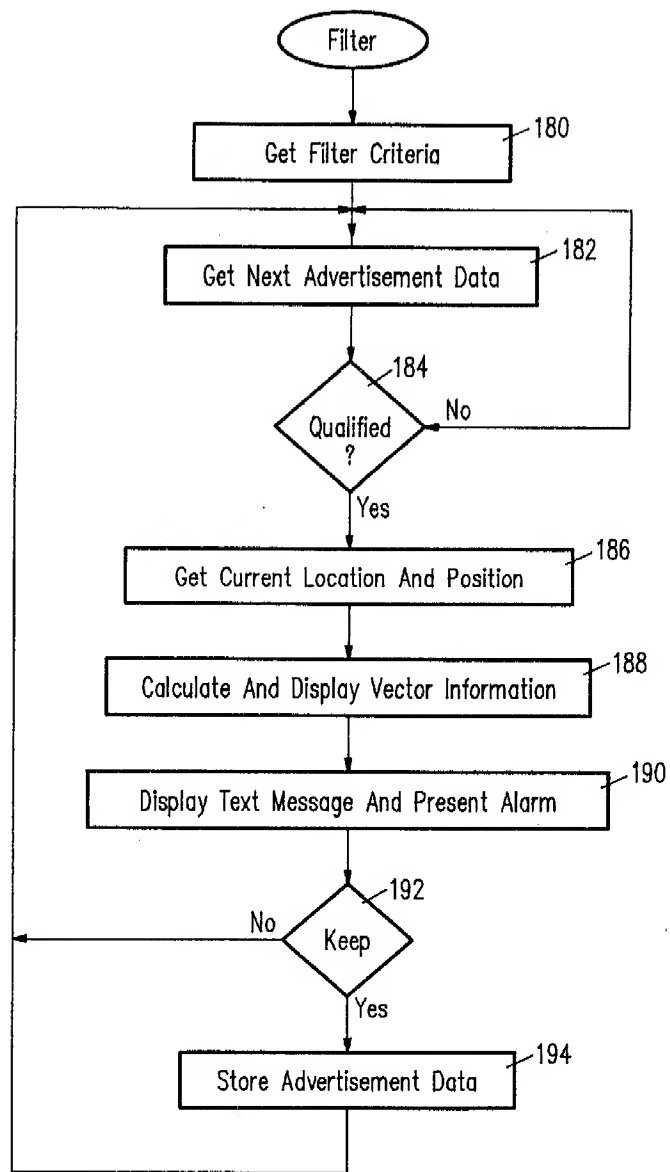 Filter
180
Get Filter Criteria
182
Get Next Advertisement Data
184
Qualified
?
No
Yes
186
Get Current Location And Position
188
Calculate And Display Vector Information
190
Display Text Message And Present Alarm
192
No
Keep
Yes
194
Store Advertisement Data